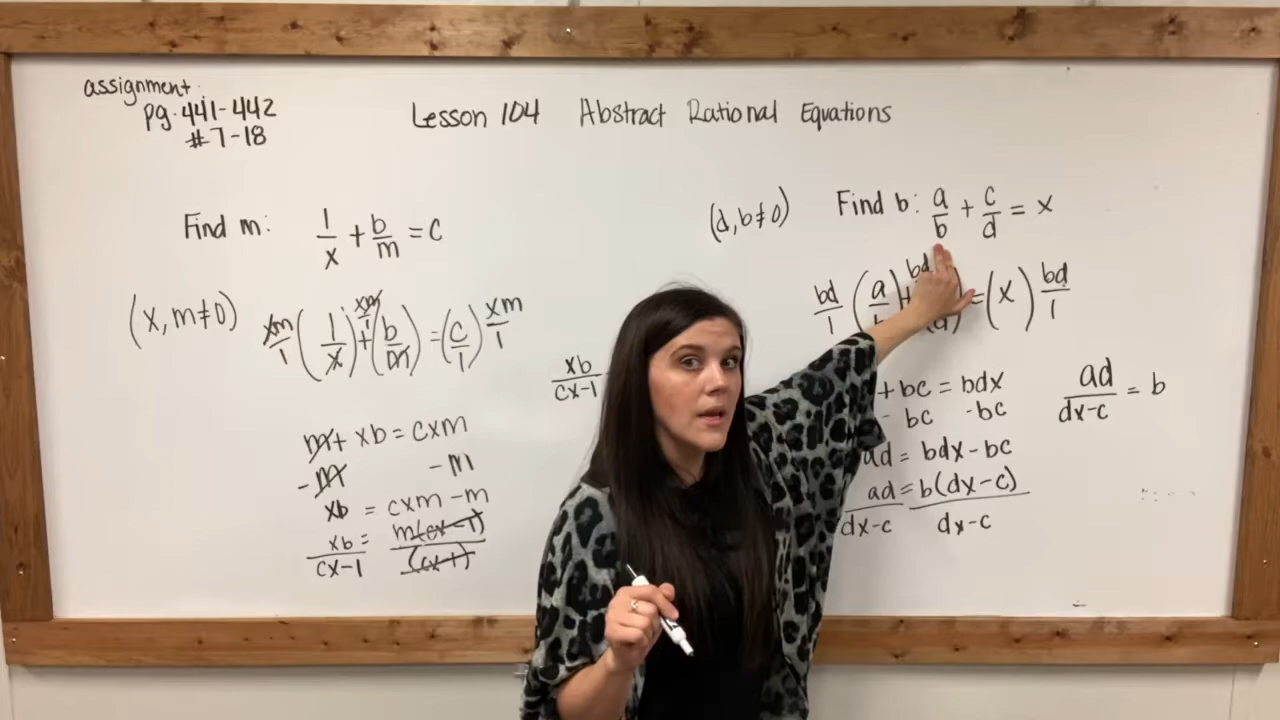 assignment
pg. 441-442
#7-18
Lesson 104 Abstract Rational Equations
Find m: 1/x + b/m = c
(x, m≠0)
xm/1 (1/x) + xm/1 (b/m) = (c/1) xm/1
m + xb = cxm
-m -m
xb = cxm - m
xb/cx-1 = m(cx-1)/(cx-1)
xb/cx-1
(d, b≠0)
Find b: a/b + c/d = x
bd/1 (a/b) + bd (c/d) = (x) bd/1
+ bc = bdx
- bc -bc
ad = bdx - bc
ad = b(dx-c)
dx-c dx-c
ad/dx-c = b